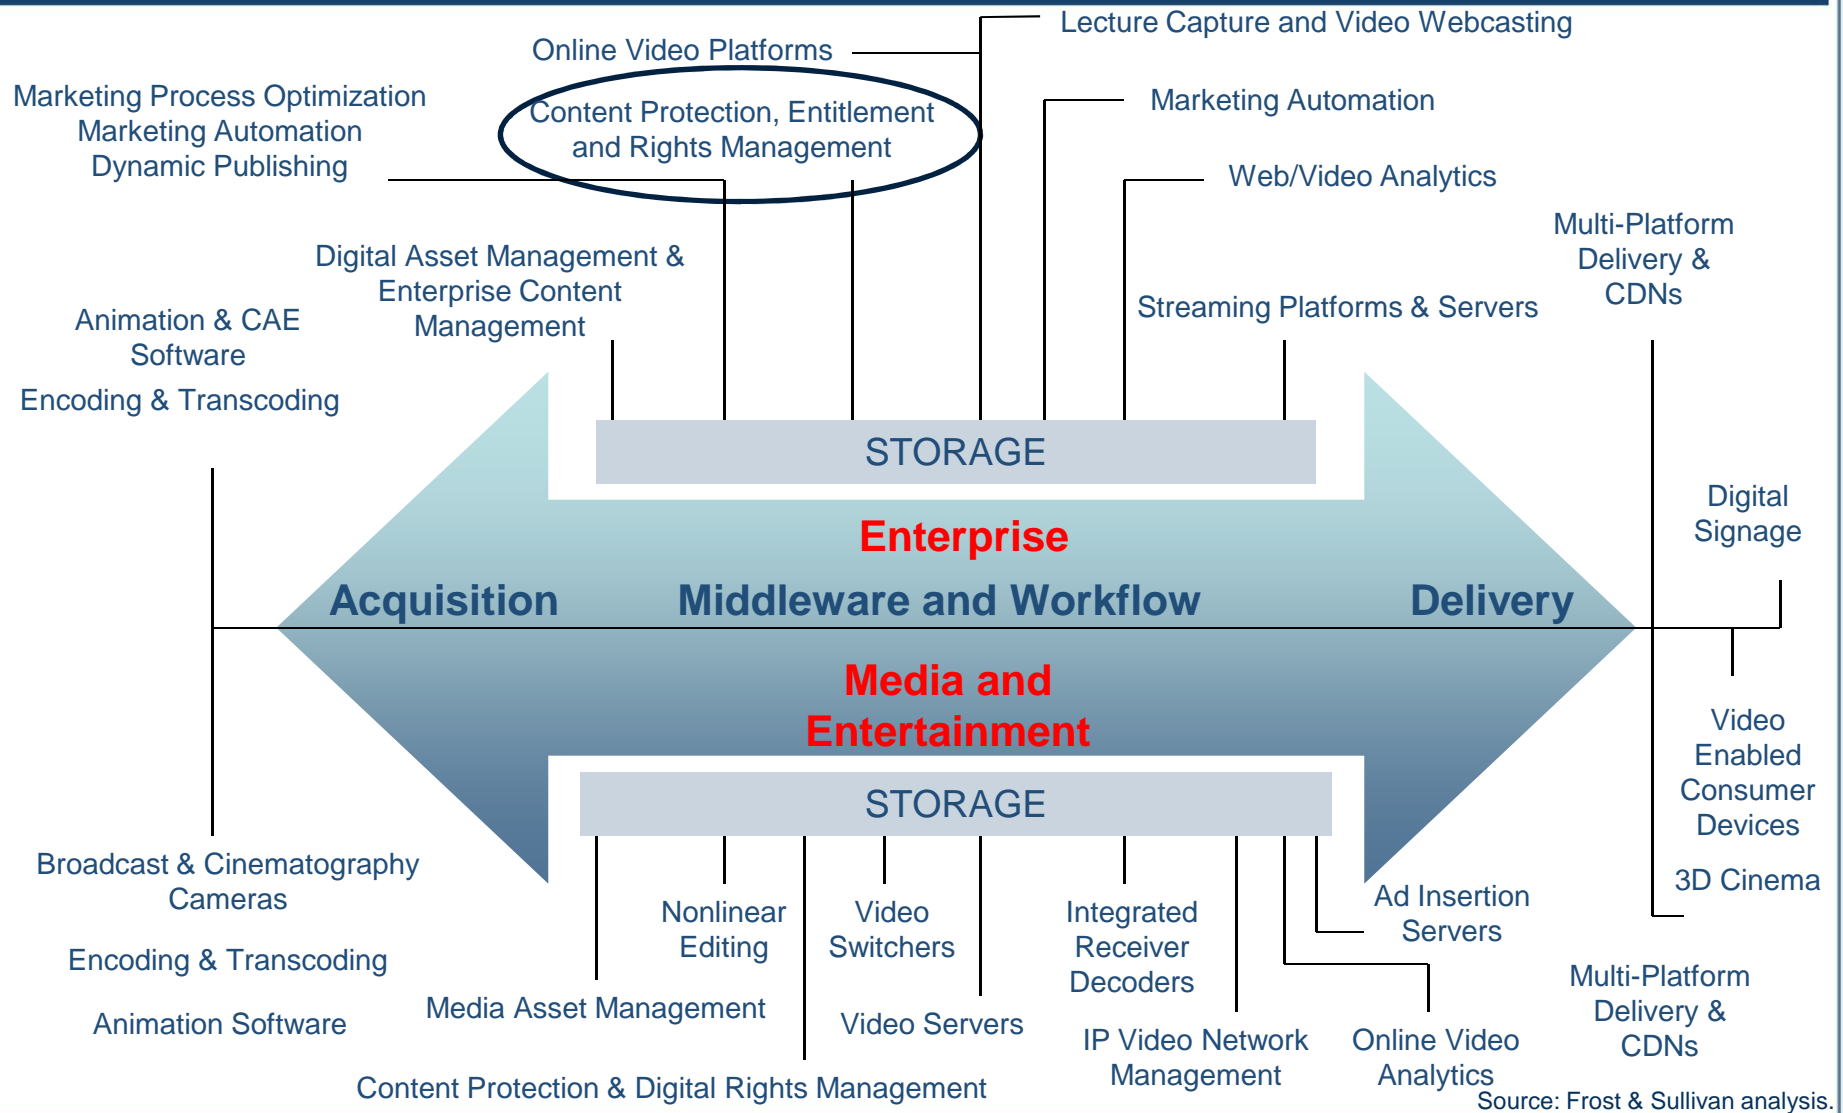 Lecture Capture and Video Webcasting
Online Video Platforms
Marketing Process Optimization
Marketing Automation
Dynamic Publishing
Content Protection, Entitlement
and Rights Management
Marketing Automation
Web/Video Analytics
Digital Asset Management &
Enterprise Content
Management
Multi-Platform
Delivery &
CDNs
Streaming Platforms & Servers
Animation & CAE
Software
Encoding & Transcoding
STORAGE
Digital
Signage
Enterprise
Acquisition
Middleware and Workflow
Delivery
Media and
Entertainment
STORAGE
Video
Enabled
Consumer
Devices
3D Cinema
Broadcast & Cinematography
Cameras
Encoding & Transcoding
Animation Software
Nonlinear
Editing
Video
Switchers
Integrated
Receiver
Decoders
Ad Insertion
Servers
Media Asset Management
Video Servers
IP Video Network
Management
Online Video
Analytics
Multi-Platform
Delivery &
CDNs
Content Protection & Digital Rights Management
Source: Frost & Sullivan analysis.